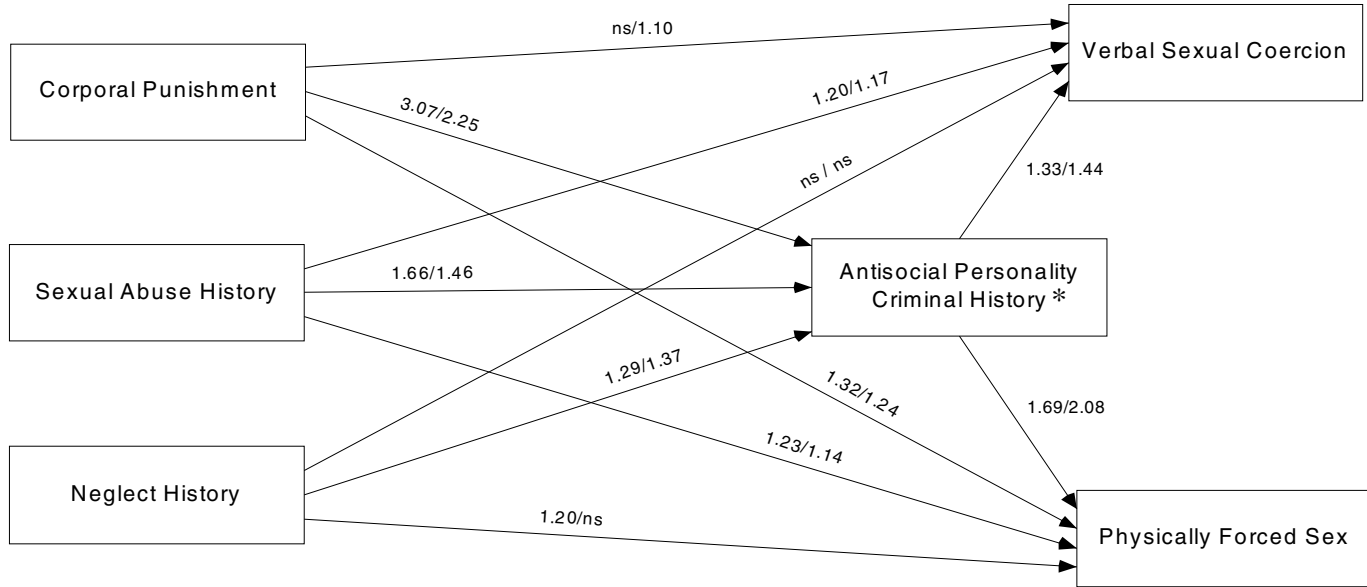 ns/1.10
Verbal Sexual Coercion
Corporal Punishment
3.07/2.25
1.20/1.17
ns / ns
1.33/1.44
Sexual Abuse History
1.66/1.46
Antisocial Personality
Criminal History *
1.29/1.37
1.32/1.24
1.69/2.08
1.23/1.14
Neglect History
1.20/ns
Physically Forced Sex